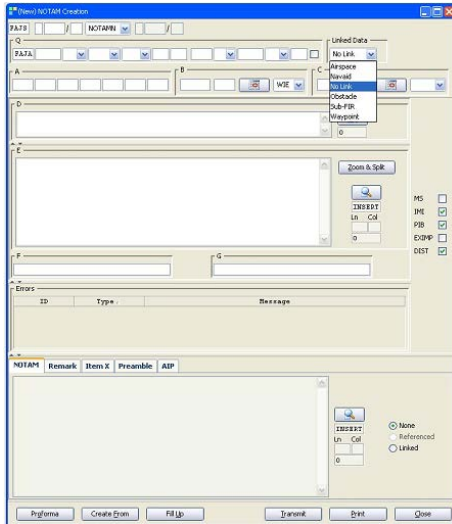 (New) NOTAM Creation
FAJS / NOTAMN /
Q
FAJA
Linked Data
No Link
Airspace
Navaid
No Link
Obstacle
Sub-FIR
Waypoint
A
B
WIE
C
D
0
E
Zoom & Split
INSERT
Ln Col
0
MS
IMI
PIB
EXIMP
DIST
F
G
Errors
ID Type Message
NOTAM Remark Item X Preamble AIP
INSERT
Ln Col
0
None
Referenced
Linked
Proforma Create From Fill Up Transmit Print Close